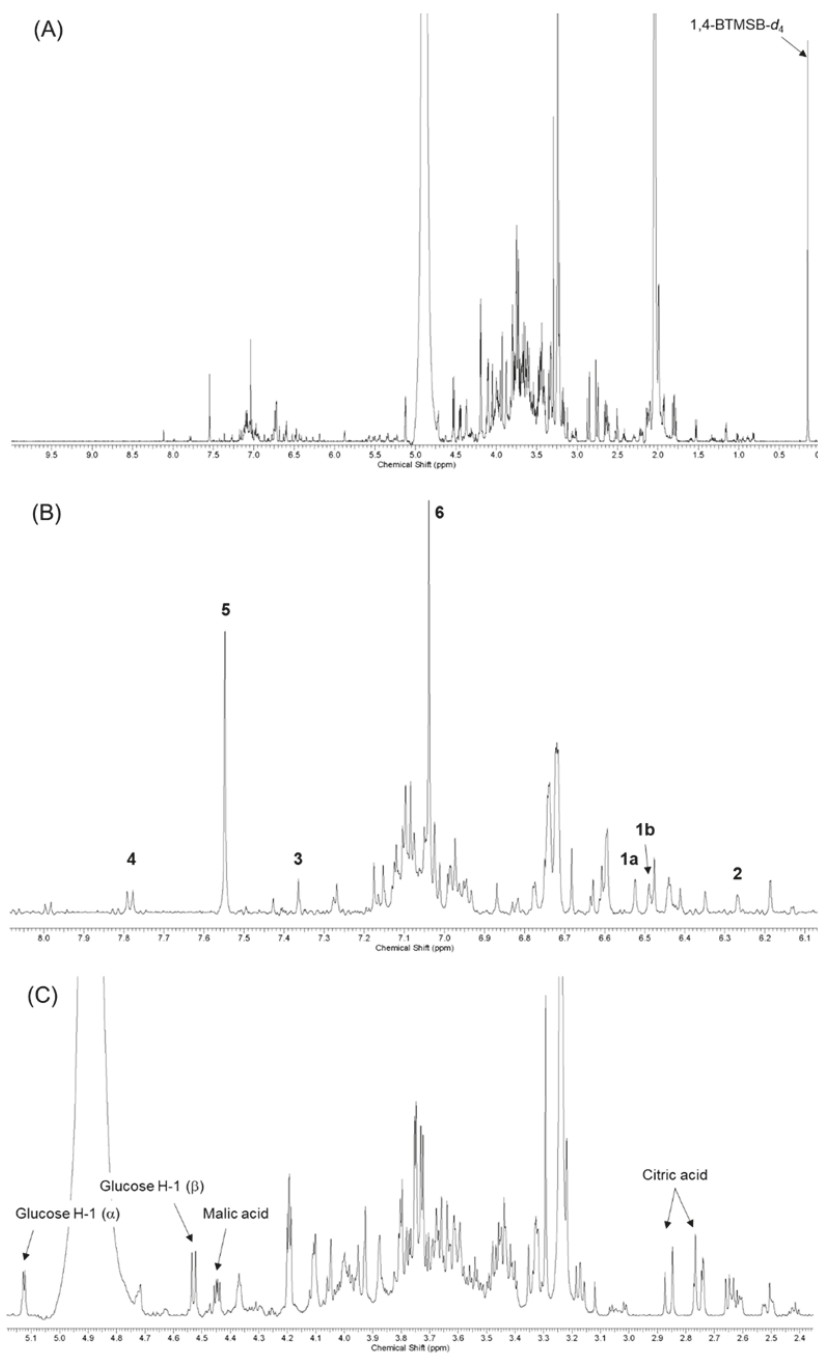 (A)
1,4-BTMSB-d4
9.5 9.0 8.5 8.0 7.5 7.0 6.5 6.0 5.5 5.0 4.5 4.0 3.5 3.0 2.5 2.0 1.5 1.0 0.5 0
Chemical Shift (ppm)
(B)
6
5
4
3
1b
1a
2
8.0 7.9 7.8 7.7 7.6 7.5 7.4 7.3 7.2 7.1 7.0 6.9 6.8 6.7 6.6 6.5 6.4 6.3 6.2 6.1
Chemical Shift (ppm)
(C)
Citric acid
Glucose H-1 (β)
Glucose H-1 (α)
Malic acid
5.1 5.0 4.9 4.8 4.7 4.6 4.5 4.4 4.3 4.2 4.1 4.0 3.9 3.8 3.7 3.6 3.5 3.4 3.3 3.2 3.1 3.0 2.9 2.8 2.7 2.6 2.5 2.4
Chemical Shift (ppm)